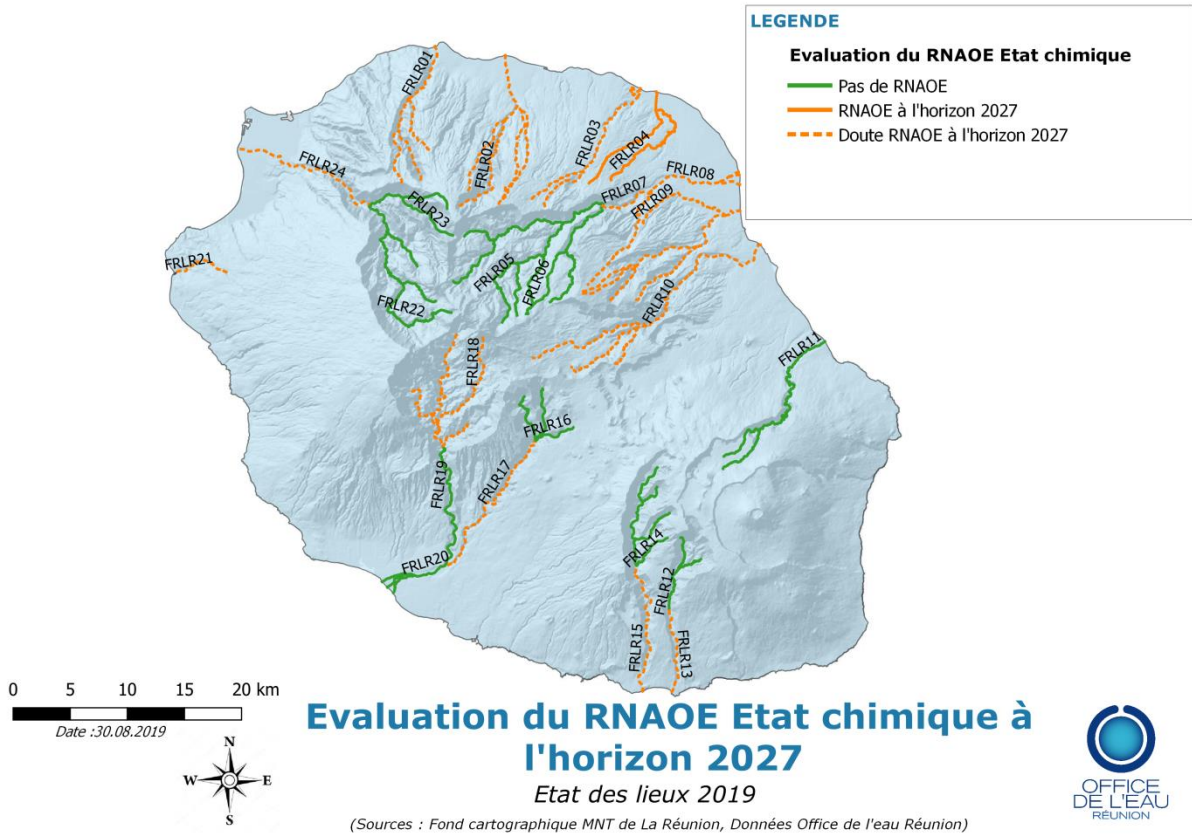 LEGENDE
Evaluation du RNAOE Etat chimique
Pas de RNAOE
RNAOE à l'horizon 2027
Doute RNAOE à l'horizon 2027
FRLR01
FRLR02
FRLR03
FRLR04
FRLR24
FRLR08
FRLR07
FRLR09
FRLR23
FRLR21
FRLR05
FRLR06
FRLR10
FRLR22
FRLR18
FRLR11
FRLR16
FRLR19
FRLR17
FRLR14
FRLR20
FRLR12
FRLR15
FRLR13
0 5 10 15 20 km
Date :30.08.2019
N
W E
S
Evaluation du RNAOE Etat chimique à
l'horizon 2027
Etat des lieux 2019
(Sources : Fond cartographique MNT de La Réunion, Données Office de l'eau Réunion)
OFFICE
DE L'EAU
RÉUNION